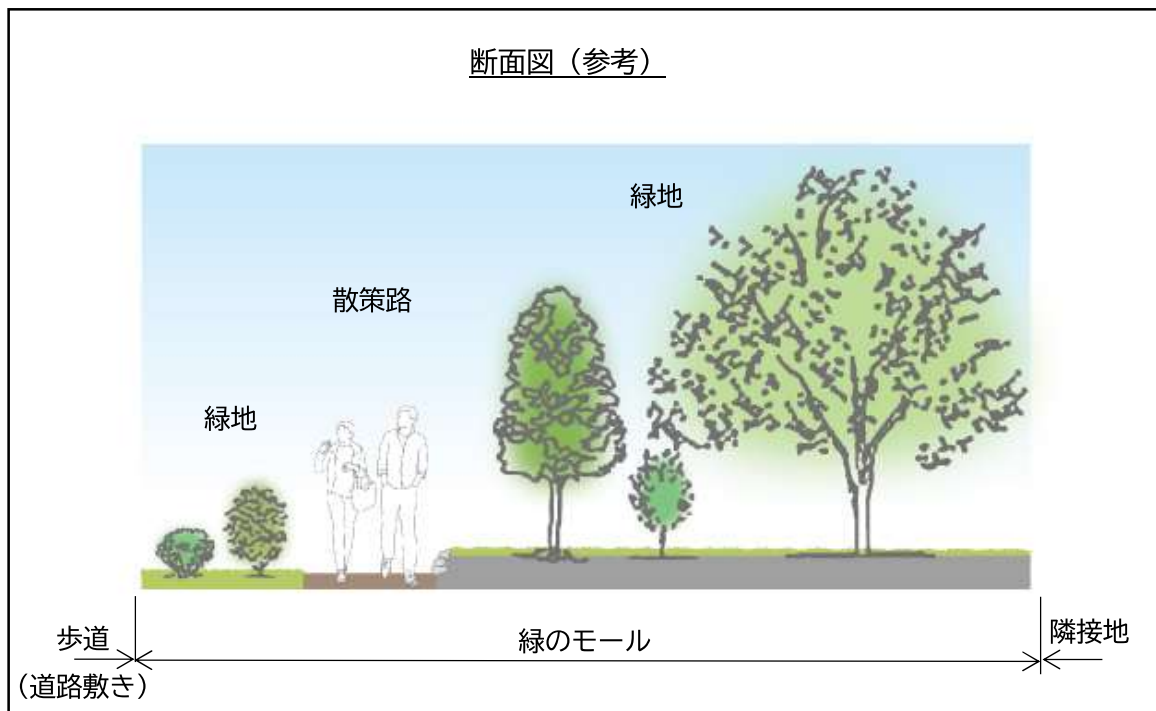 断面図（参考）
緑地
散策路
緑地
歩道
（道路敷き）
緑のモール
隣接地